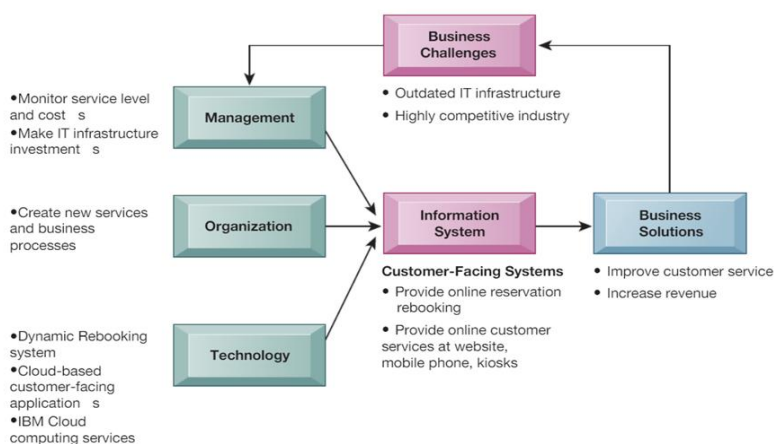 Business
Challenges
• Outdated IT infrastructure
• Highly competitive industry
•Monitor service level
and cost s
•Make IT infrastructure
investment s
Management
•Create new services
and business
processes
Organization
Information
System
Business
Solutions
Customer-Facing Systems
• Provide online reservation
rebooking
• Provide online customer
services at website,
mobile phone, kiosks
• Improve customer service
• Increase revenue
•Dynamic Rebooking
system
•Cloud-based
customer-facing
application s
•IBM Cloud
computing services
Technology